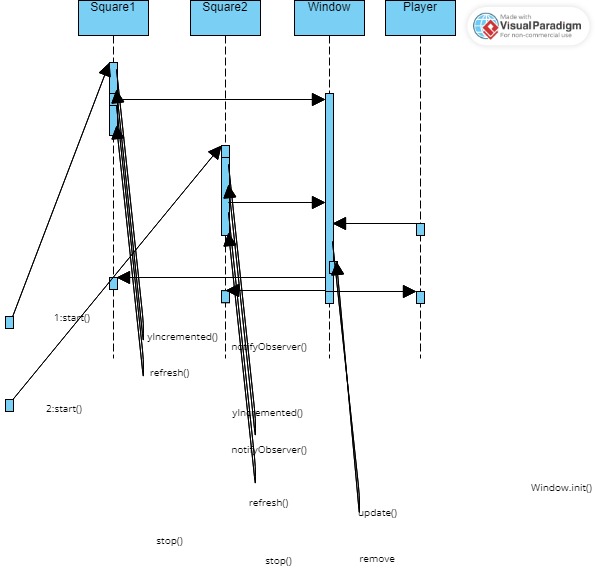 Square1 Square2 Window Player
Made with
Visual Paradigm
For non-commercial use
1:start()
yIncremented()
notifyObserver()
refresh()
2:start()
yIncremented()
notifyObserver()
Window.init()
refresh()
update()
stop()
stop()
remove